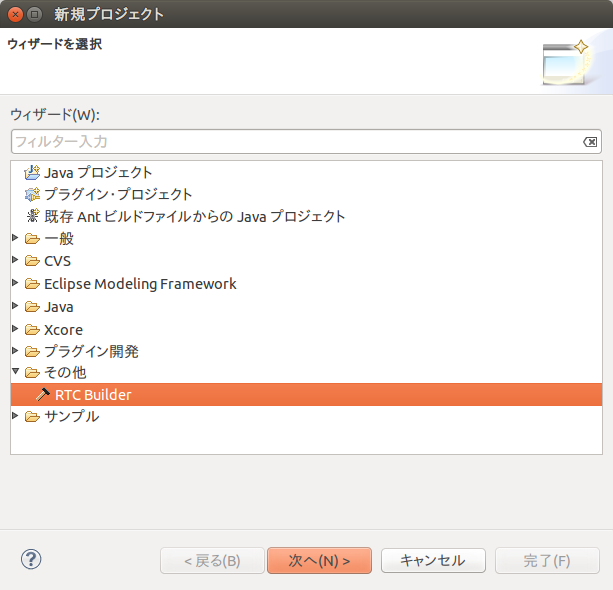 新規プロジェクト
ウィザードを選択
ウィザード(W):
フィルター入力
Java プロジェクト
プラグイン・プロジェクト
既存 Ant ビルドファイルからの Java プロジェクト
一般
CVS
Eclipse Modeling Framework
Java
Xcore
プラグイン開発
その他
RTC Builder
サンプル
< 戻る(B) 次へ(N) > キャンセル 完了(F)